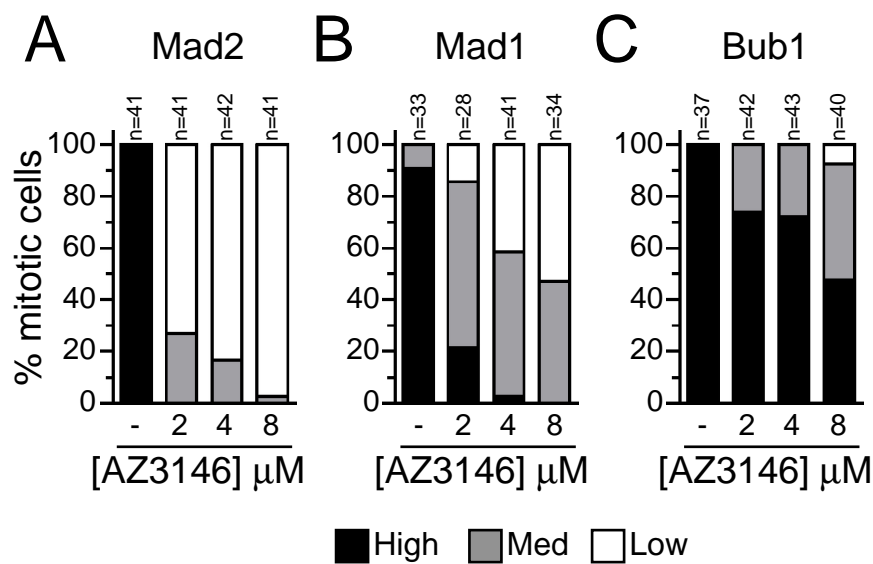 A Mad2 B Mad1 C Bub1
n=41 n=41 n=42 n=41 n=33 n=28 n=41 n=34 n=37 n=42 n=43 n=40
100 100 100
80 80 80
60 60 60
40 40 40
20 20 20
0 0 0
% mitotic cells
- 2 4 8 - 2 4 8 - 2 4 8
[AZ3146] μM [AZ3146] μM [AZ3146] μM
High Med Low